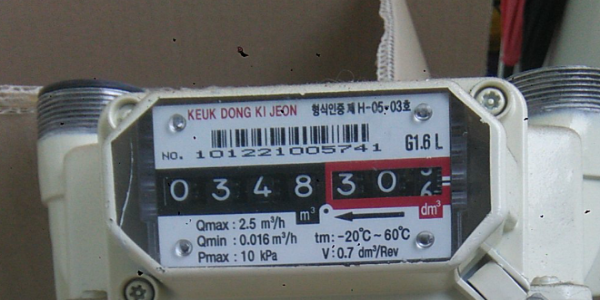 KEUK DONG KI JEON 형식인증 제 H-05-03호
NO. 101221005741 G1.6 L
0 3 4 8 3 0
m³ dm³
Qmax : 2.5 m³/h
Qmin : 0.016 m³/h tm: -20°C ~ 60°C
Pmax : 10 kPa V : 0.7 dm³/Rev